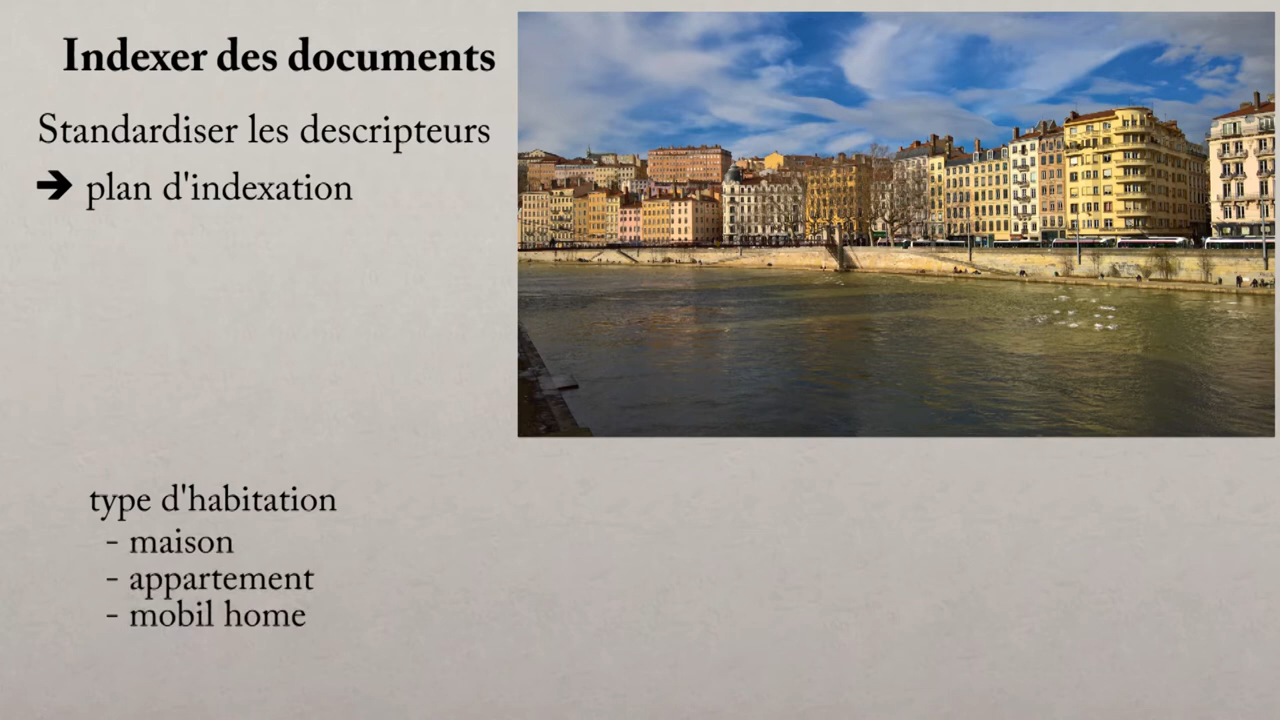 Indexer des documents
Standardiser les descripteurs
➔ plan d'indexation
type d'habitation
- maison
- appartement
- mobil home